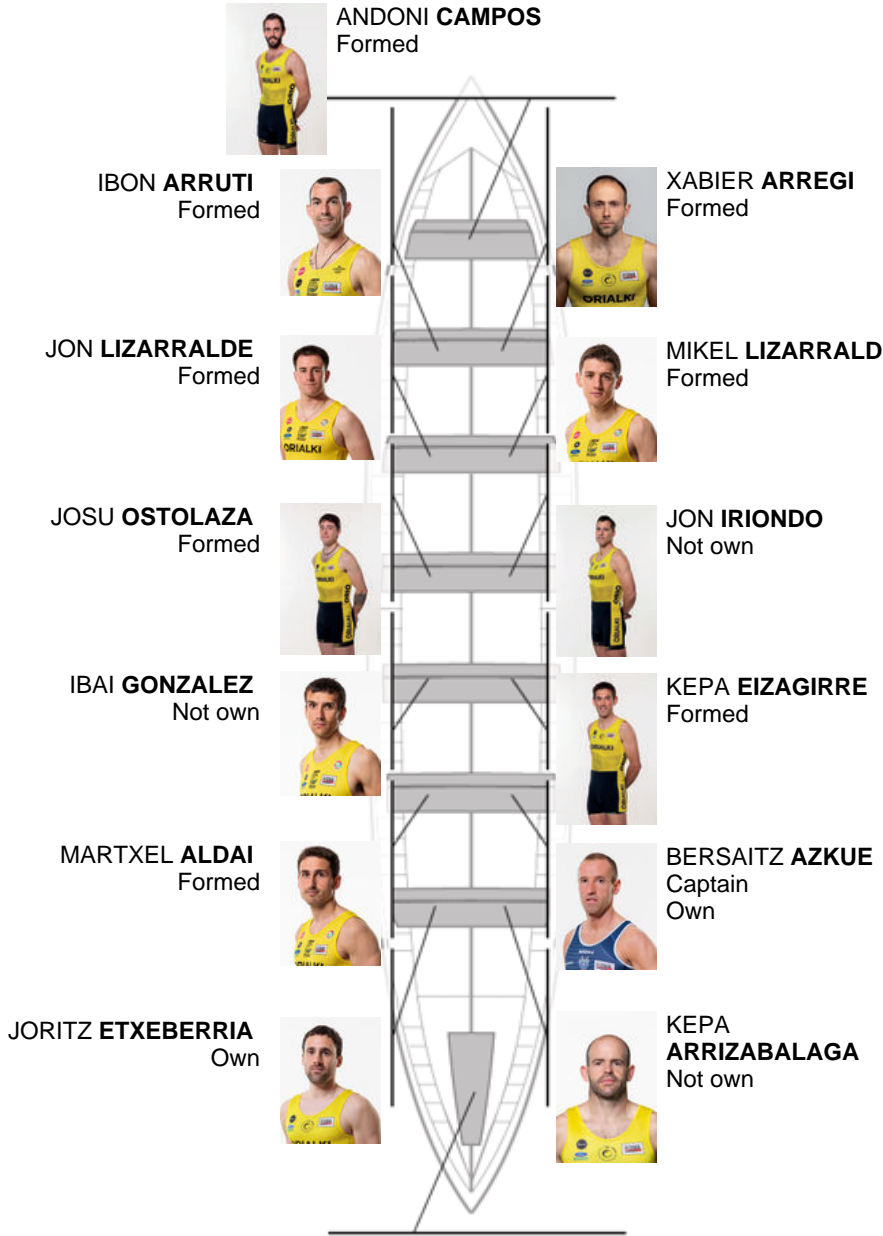 ANDONI CAMPOS
Formed
IBON ARRUTI
Formed
XABIER ARREGI
Formed
JON LIZARRALDE
Formed
MIKEL LIZARRALD
Formed
JOSU OSTOLAZA
Formed
JON IRIONDO
Not own
IBAI GONZALEZ
Not own
KEPA EIZAGIRRE
Formed
MARTXEL ALDAI
Formed
BERSAITZ AZKUE
Captain
Own
JORITZ ETXEBERRIA
Own
KEPA
ARRIZABALAGA
Not own